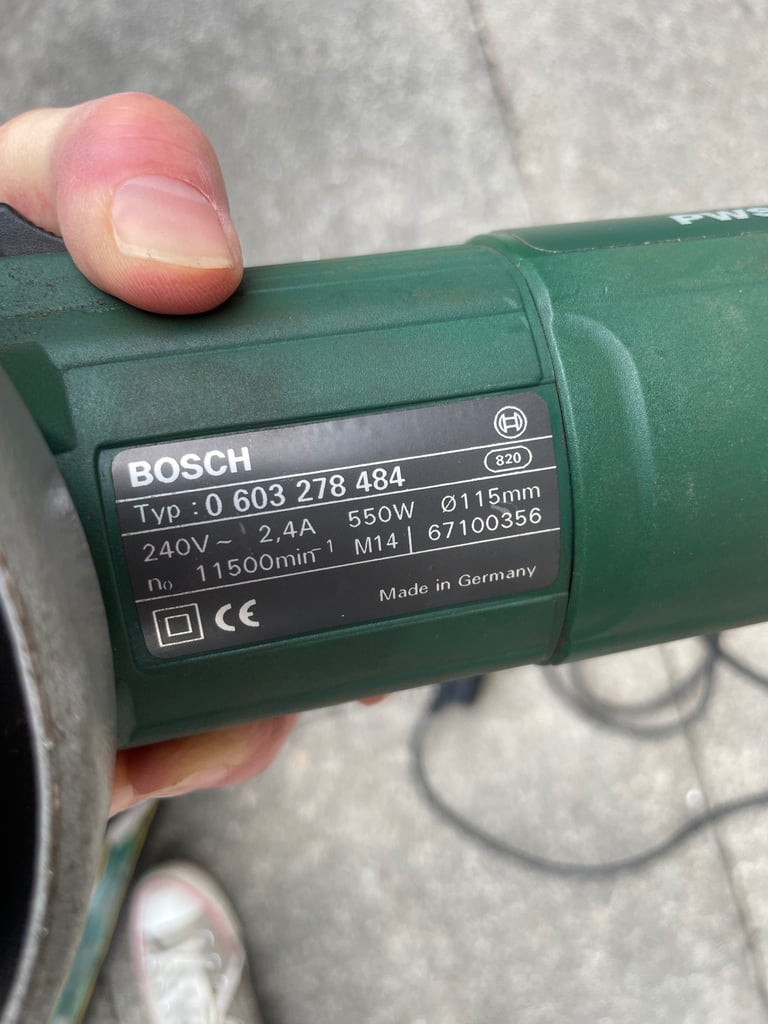 PWS
BOSCH
820
Typ : 0 603 278 484
240V ~ 2,4A 550W Ø115mm
n₀ 11500min⁻¹ M14 | 67100356
CE Made in Germany